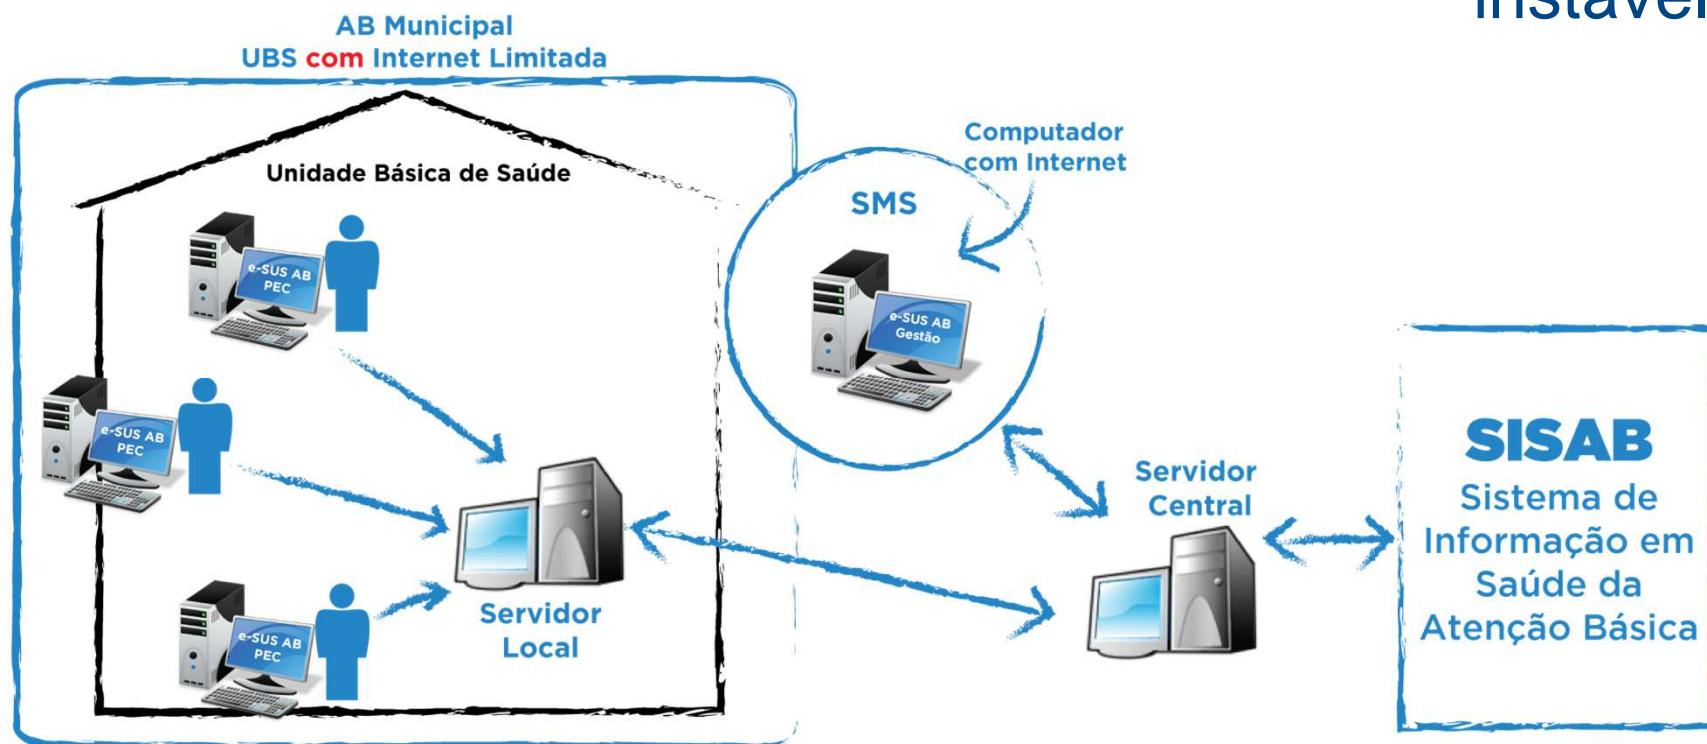 instável
AB Municipal
UBS com Internet Limitada
Unidade Básica de Saúde
e-SUS AB
PEC
e-SUS AB
PEC
e-SUS AB
PEC
Servidor
Local
Computador
com Internet
SMS
e-SUS AB
Gestão
Servidor
Central
SISAB
Sistema de
Informação em
Saúde da
Atenção Básica